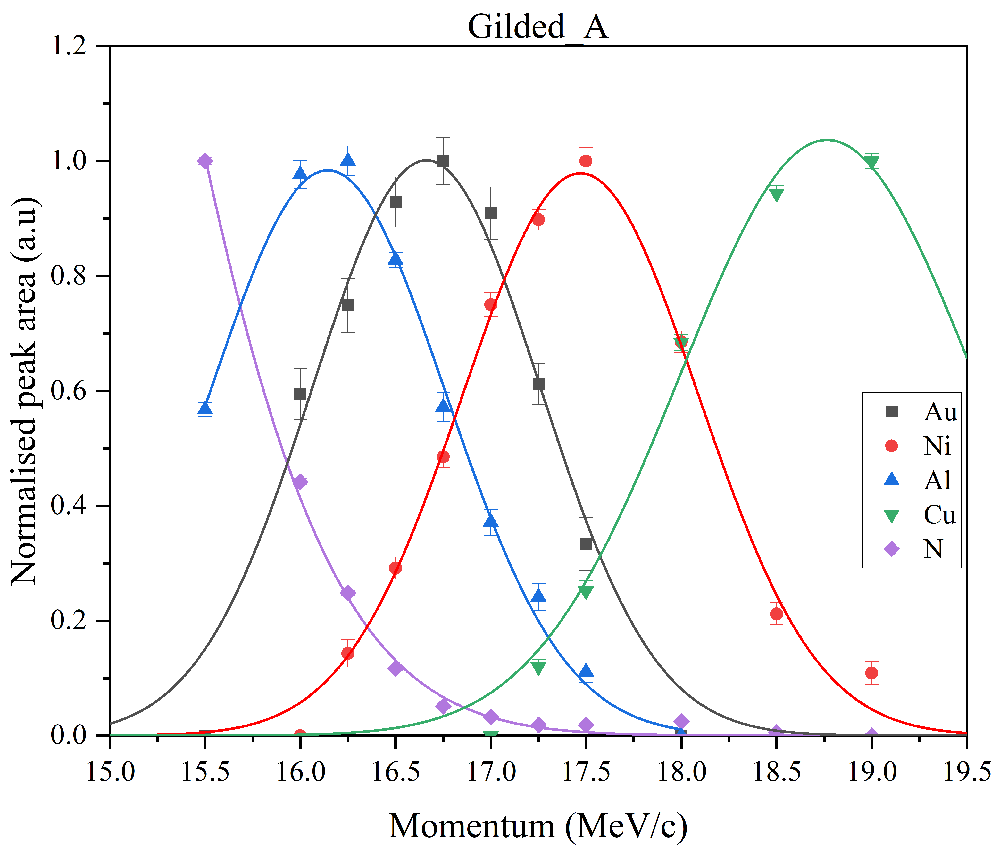 Gilded_A
Normalised peak area (a.u)
1.2
1.0
0.8
0.6
0.4
0.2
0.0
Au
Ni
Al
Cu
N
15.0 15.5 16.0 16.5 17.0 17.5 18.0 18.5 19.0 19.5
Momentum (MeV/c)